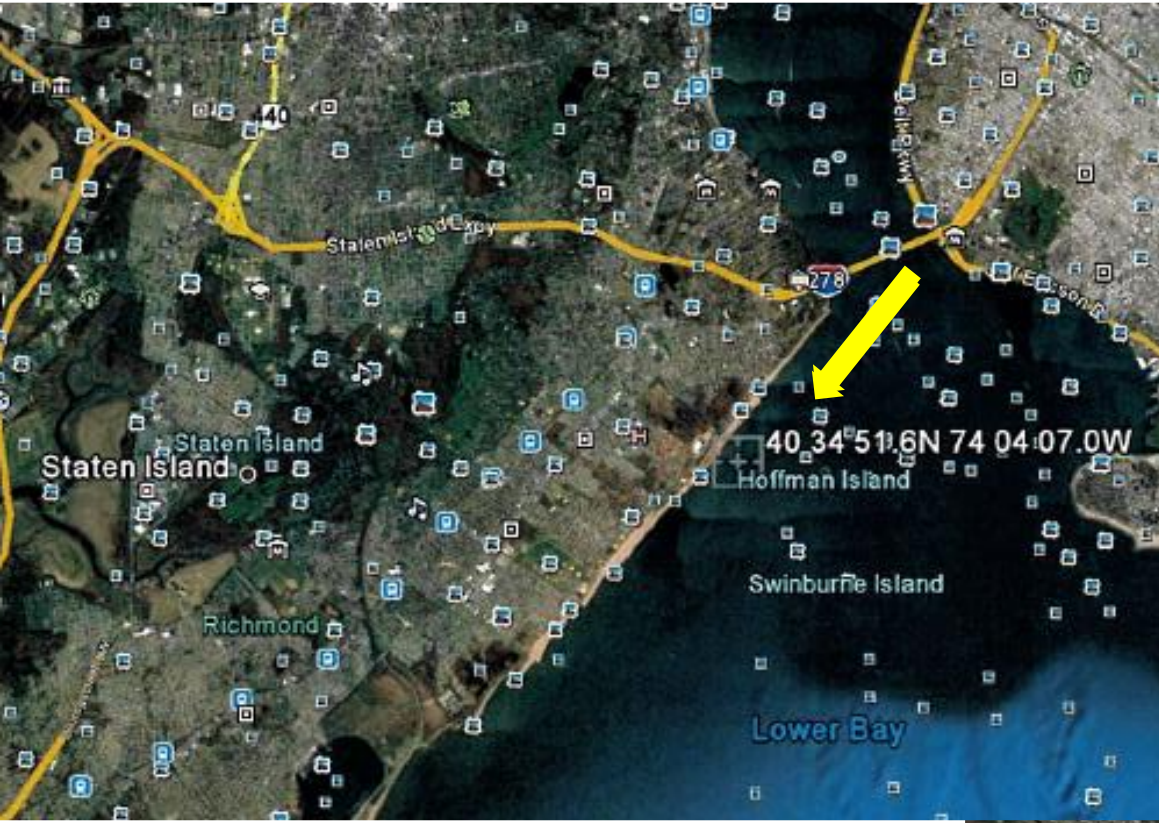 440
Staten Island Expy
278
Staten Island
Staten Island
40.34 51.6N 74 04:07.0W
Hoffman Island
Swinburne Island
Richmond
Lower Bay